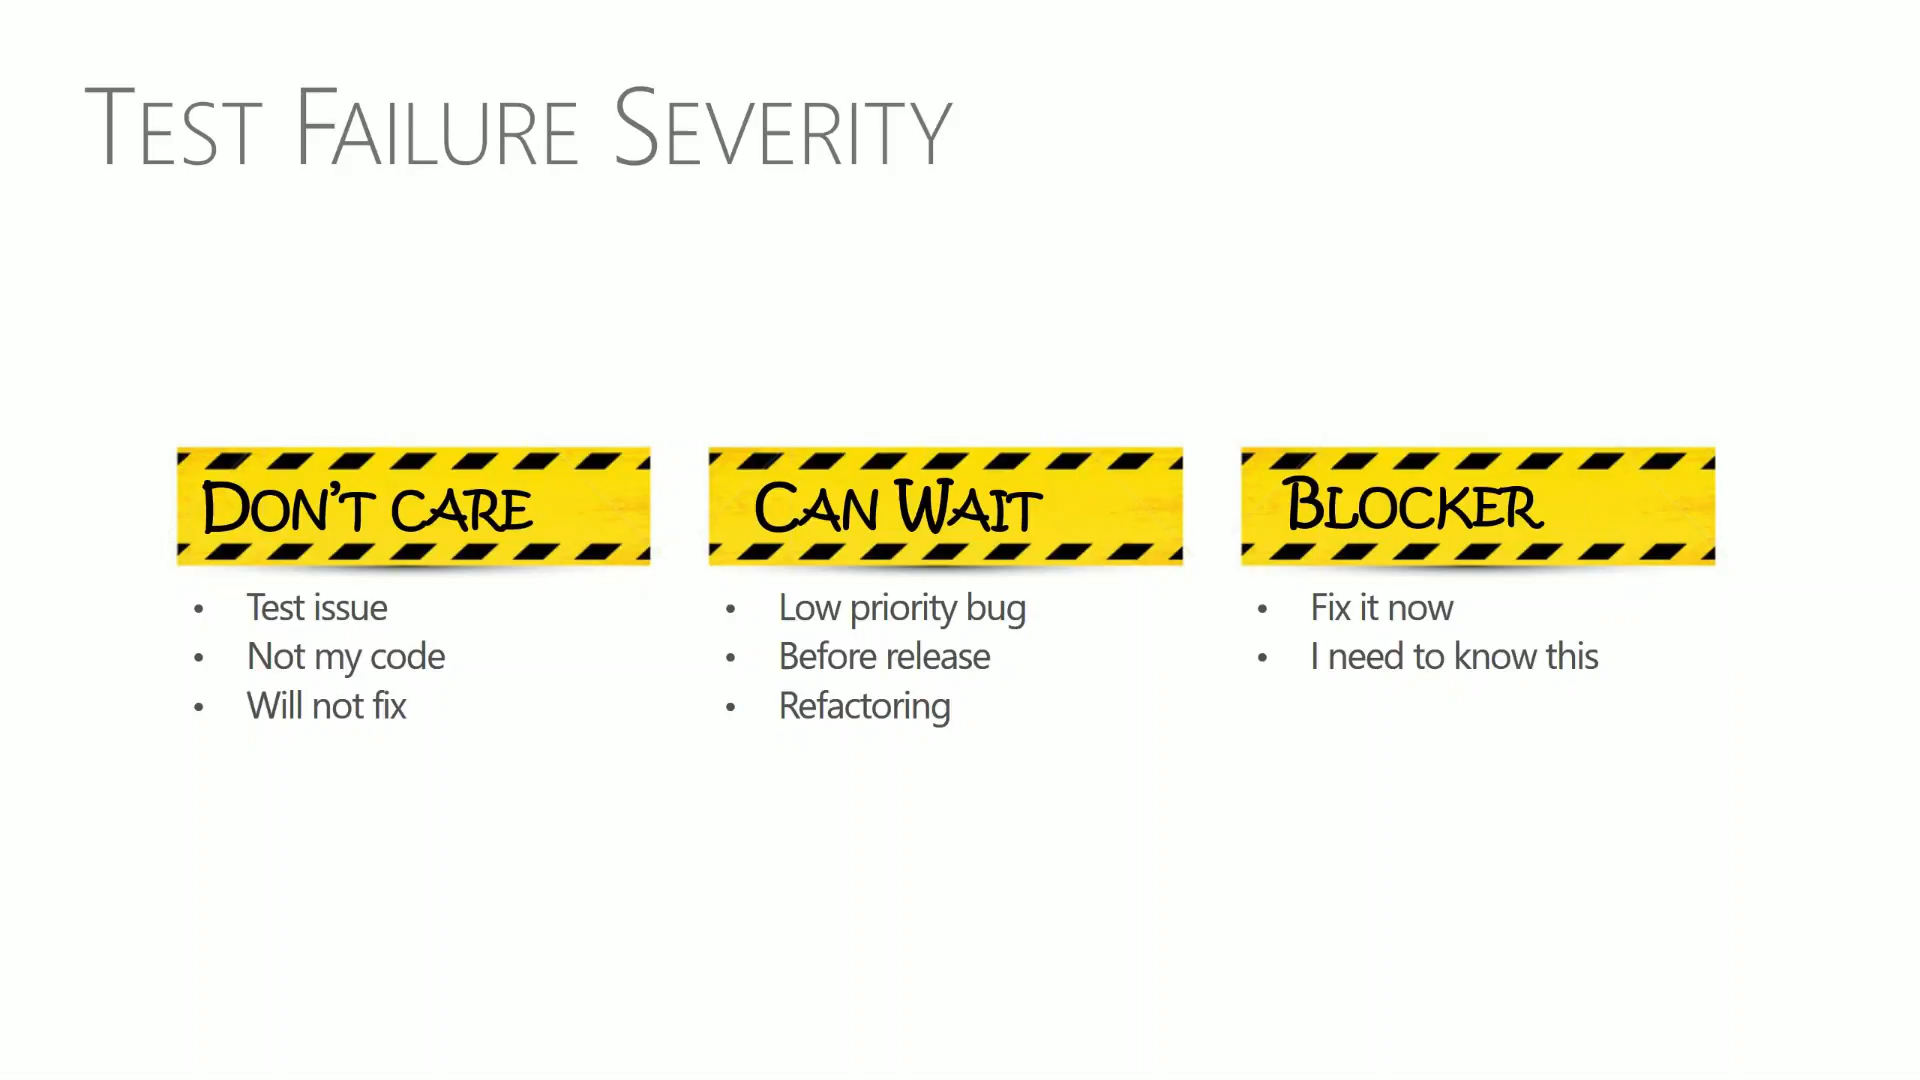 Test Failure Severity
Don't care
• Test issue
• Not my code
• Will not fix
Can Wait
• Low priority bug
• Before release
• Refactoring
Blocker
• Fix it now
• I need to know this